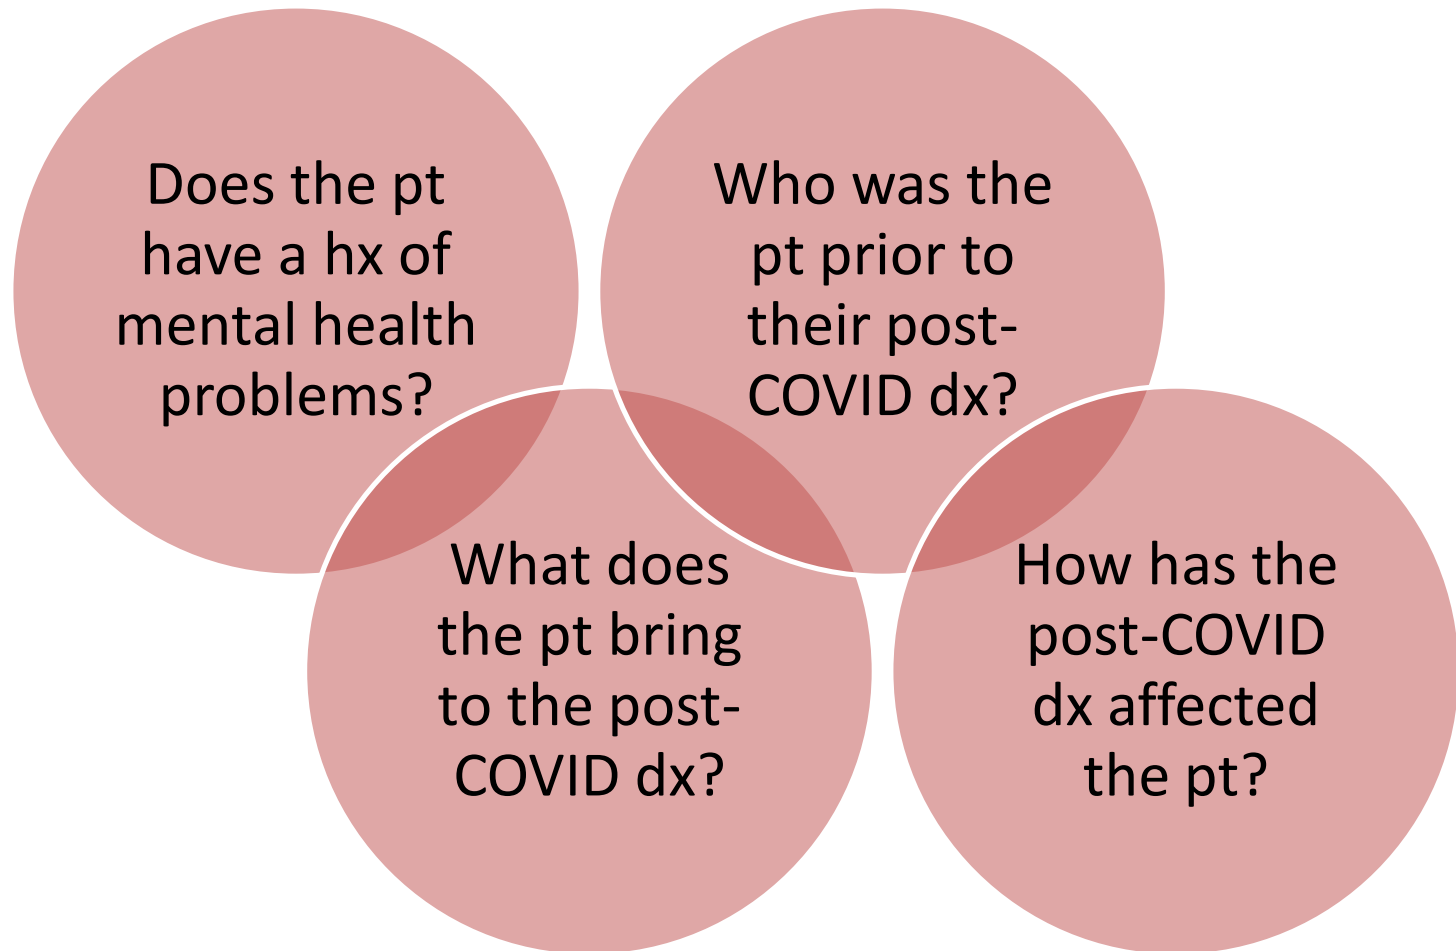 Does the pt
have a hx of
mental health
problems?
Who was the
pt prior to
their post-
COVID dx?
What does
the pt bring
to the post-
COVID dx?
How has the
post-COVID
dx affected
the pt?